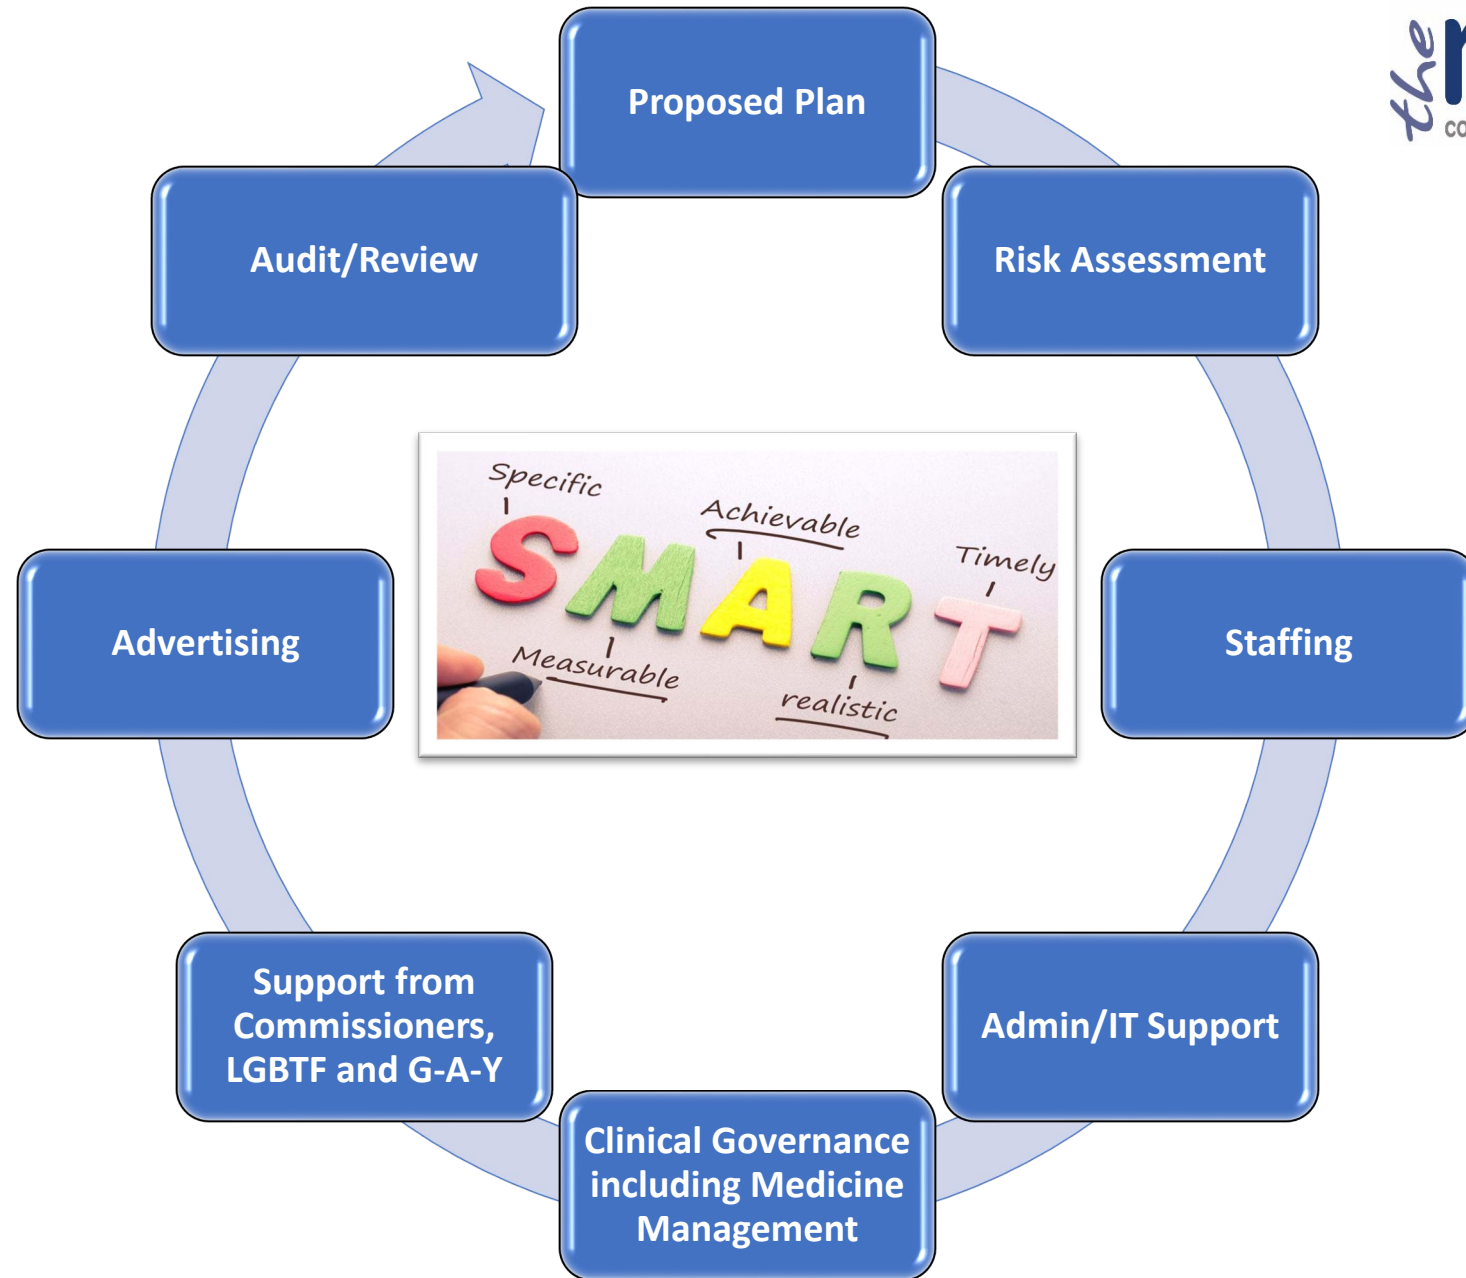 Proposed Plan
the
Risk Assessment
Staffing
Admin/IT Support
Clinical Governance
including Medicine
Management
Support from
Commissioners,
LGBTF and G-A-Y
Advertising
Audit/Review
Specific
Achievable
Timely
SMART
Measurable
realistic